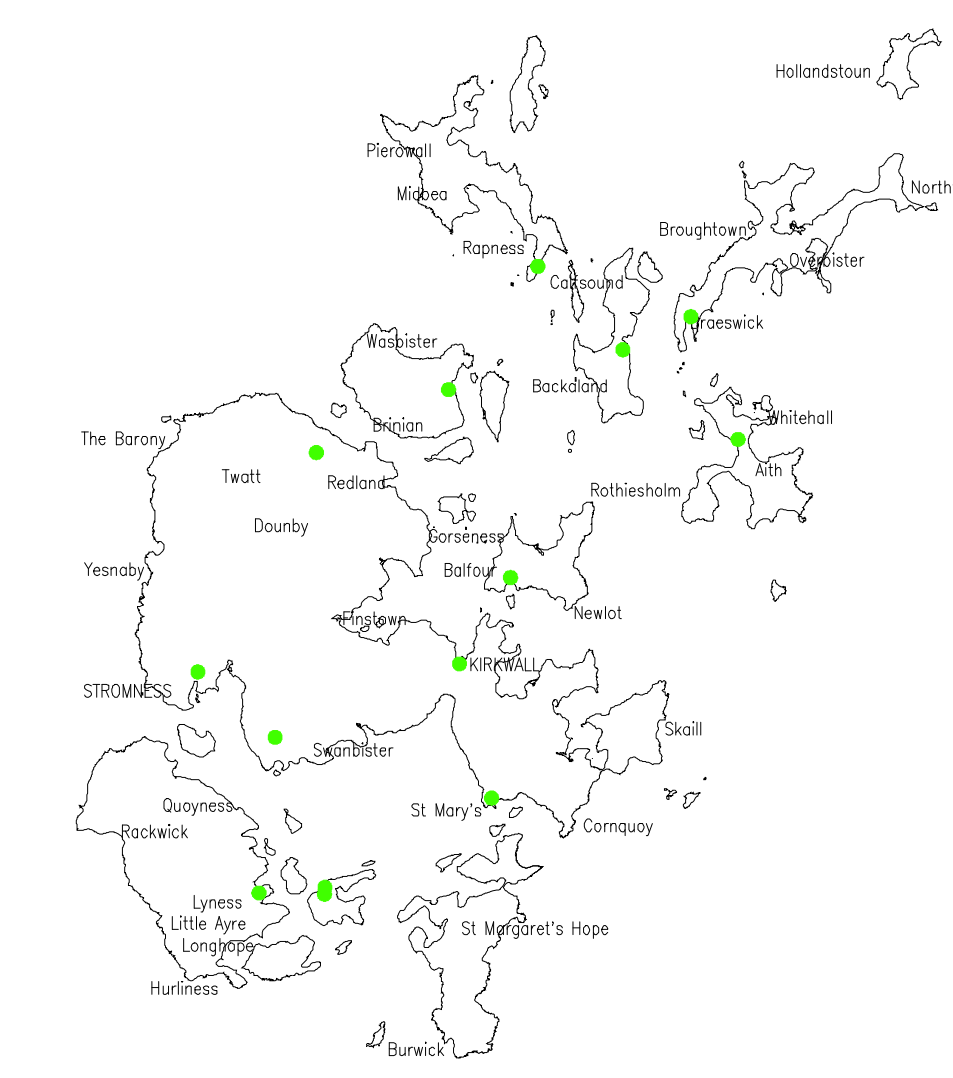 Hollandstoun
Pierowall
North
Midbea
Broughtown
Rapness
Overbister
Calfsound
Braeswick
Wasbister
Backaland
Whitehall
Brinian
The Barony
Aith
Twatt
Redland
Rothiesholm
Dounby
Gorseness
Yesnaby
Balfour
Newlot
Finstown
KIRKWALL
STROMNESS
Skaill
Swanbister
Quoyness
St Mary's
Cornquoy
Rackwick
Lyness
Little Ayre
St Margaret's Hope
Longhope
Hurliness
Burwick